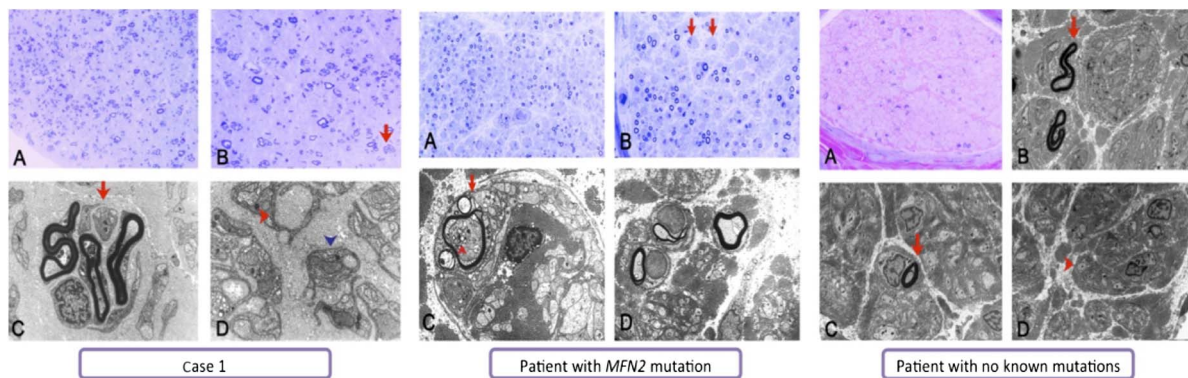 A B A B A B
C D C D C D
Case 1 Patient with MFN2 mutation Patient with no known mutations